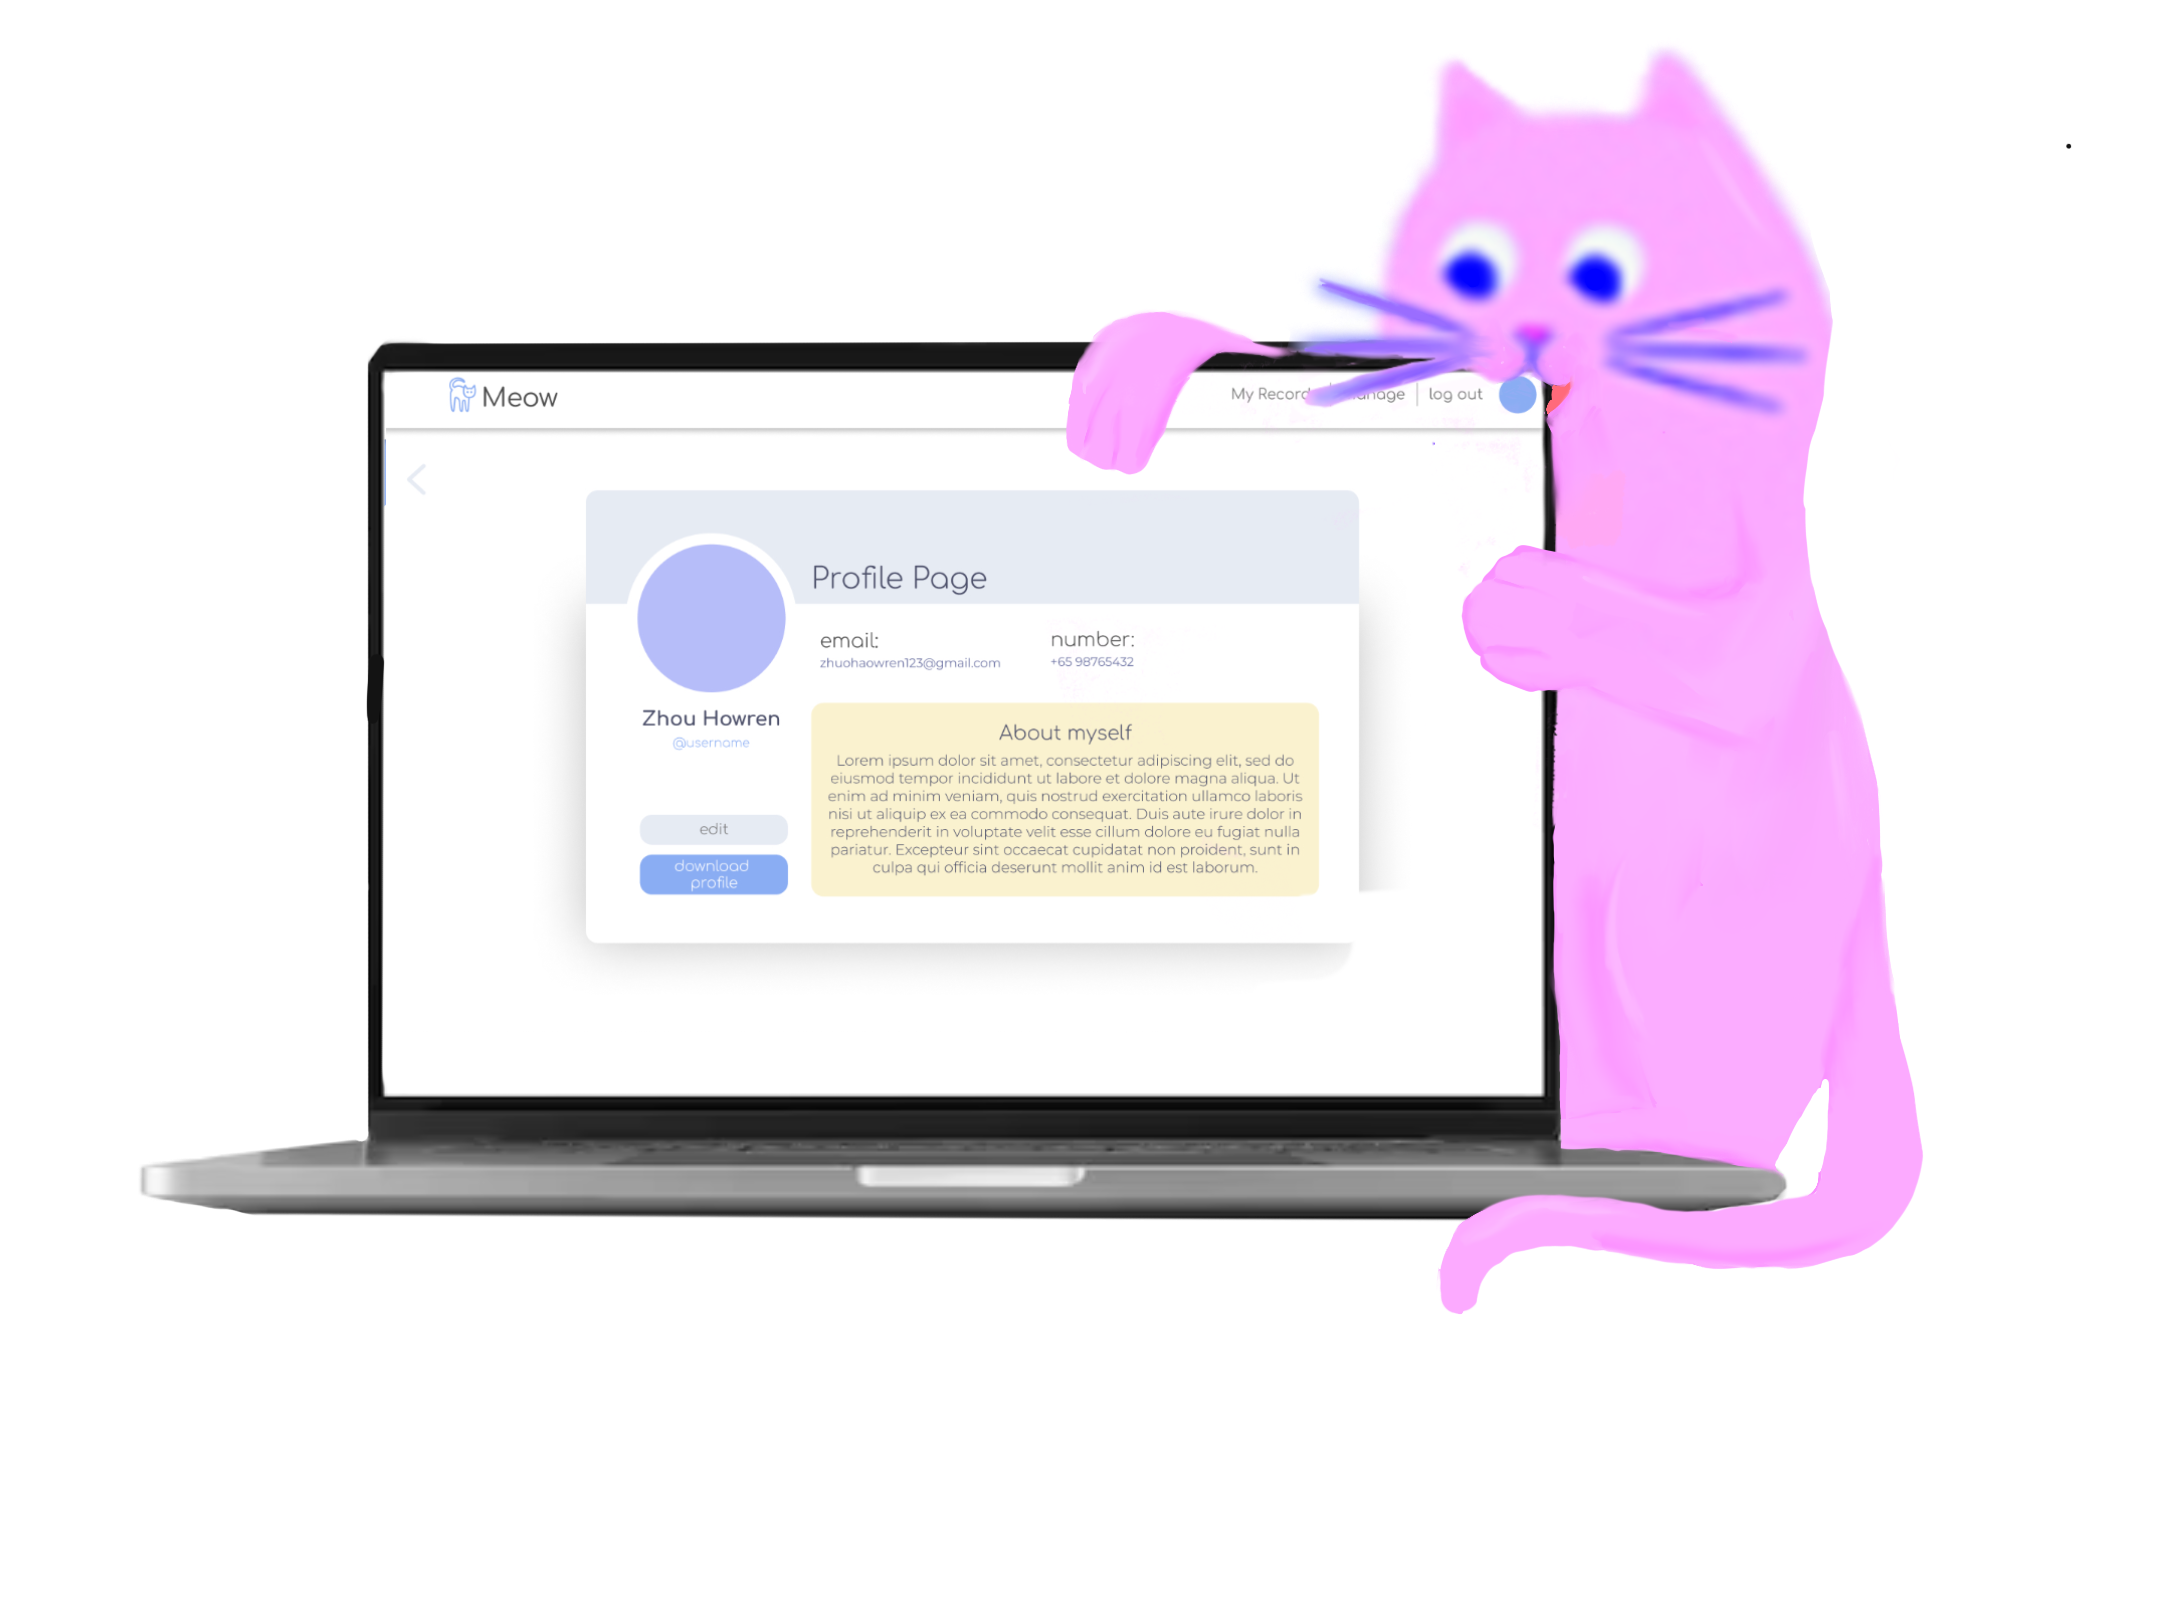 Meow
My Record
log out
Profile Page
email:
number:
zhuohaowren123@gmail.com
+65 98765432
Zhou Howren
@username
About myself
Lorem ipsum dolor sit amet, consectetur adipiscing elit, sed do
eiusmod tempor incididunt ut labore et dolore magna aliqua. Ut
enim ad minim veniam, quis nostrud exercitation ullamco laboris
nisi ut aliquip ex ea commodo consequat. Duis aute irure dolor in
reprehenderit in voluptate velit esse cillum dolore eu fugiat nulla
pariatur. Excepteur sint occaecat cupidatat non proident, sunt in
culpa qui officia deserunt mollit anim id est laborum.
edit
download
profile